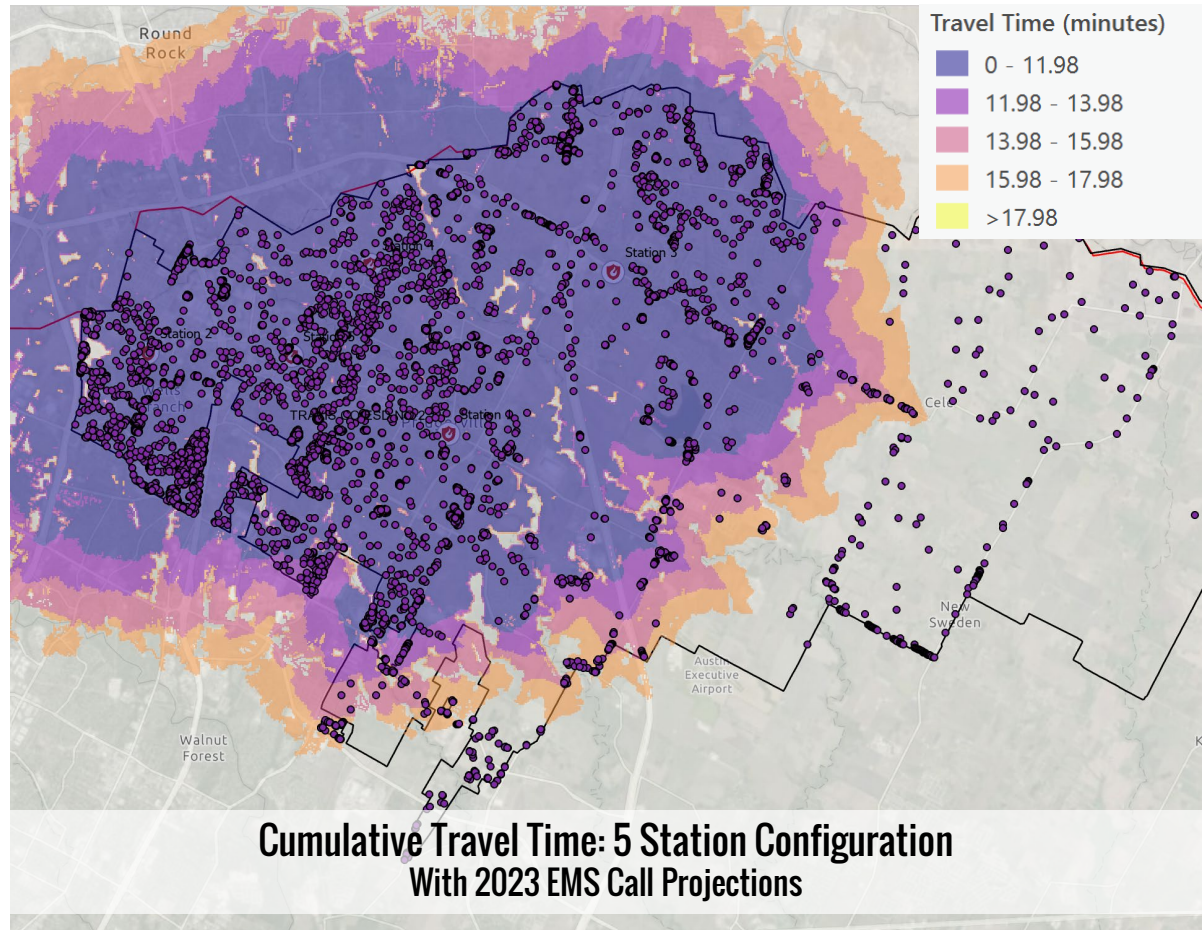 Round
Rock
Travel Time (minutes)
0 - 11.98
11.98 - 13.98
13.98 - 15.98
15.98 - 17.98
>17.98
Station 3
Station 2
Station 1
New
Sweden
Austin
Executive
Airport
Walnut
Forest
Cumulative Travel Time: 5 Station Configuration
With 2023 EMS Call Projections